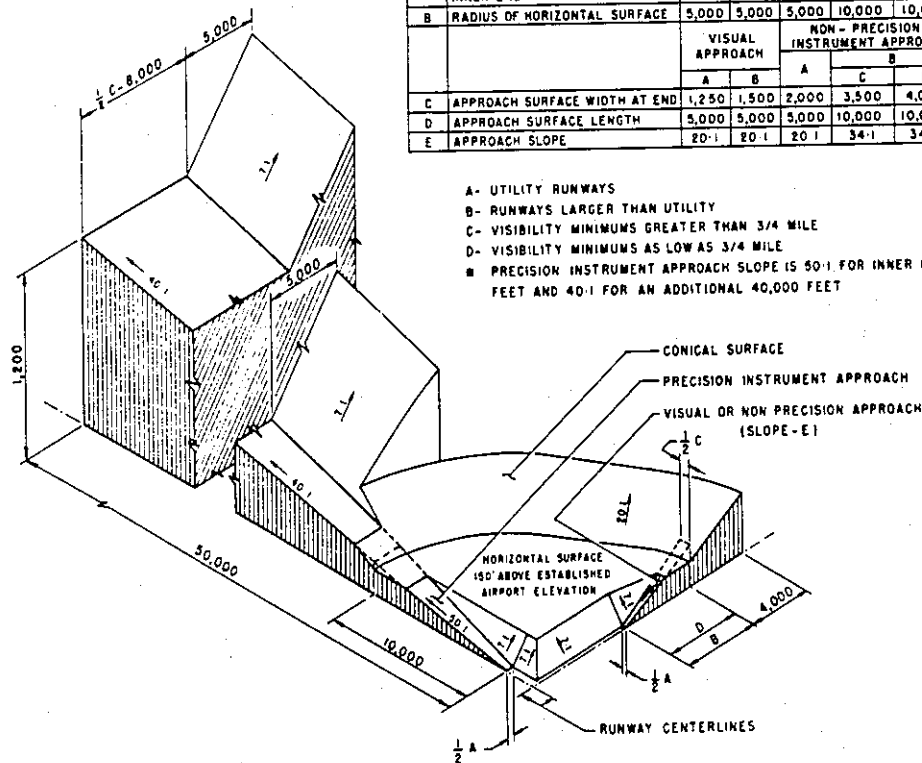 B RADIUS OF HORIZONTAL SURFACE 5,000 5,000 5,000 10,000
VISUAL APPROACH
NON-PRECISION
INSTRUMENT
A B A B
C
C APPROACH SURFACE WIDTH AT END 1,250 1,500 2,000 3,500
D APPROACH SURFACE LENGTH 5,000 5,000 5,000 10,000
E APPROACH SLOPE 20:1 20:1 20:1 34:1
A- UTILITY RUNWAYS
B- RUNWAYS LARGER THAN UTILITY
C- VISIBILITY MINIMUMS GREATER THAN 3/4 MILE
D- VISIBILITY MINIMUMS AS LOW AS 3/4 MILE
PRECISION INSTRUMENT APPROACH SLOPE IS 50:1 FOR INNER
FEET AND 40:1 FOR AN ADDITIONAL 40,000 FEET
5,000
½ C-8,000
7:1
40:1
5,000
1,200
7:1
40:1
CONICAL SURFACE
PRECISION INSTRUMENT APPROACH
VISUAL OR NON PRECISION APPROACH
(SLOPE-E)
½ C
20:1
HORIZONTAL SURFACE
150' ABOVE ESTABLISHED
AIRPORT ELEVATION
50,000
50:1
10,000
7:1
7:1
7:1
7:1
4,000
D
B
½ A
½ A
RUNWAY CENTERLINES